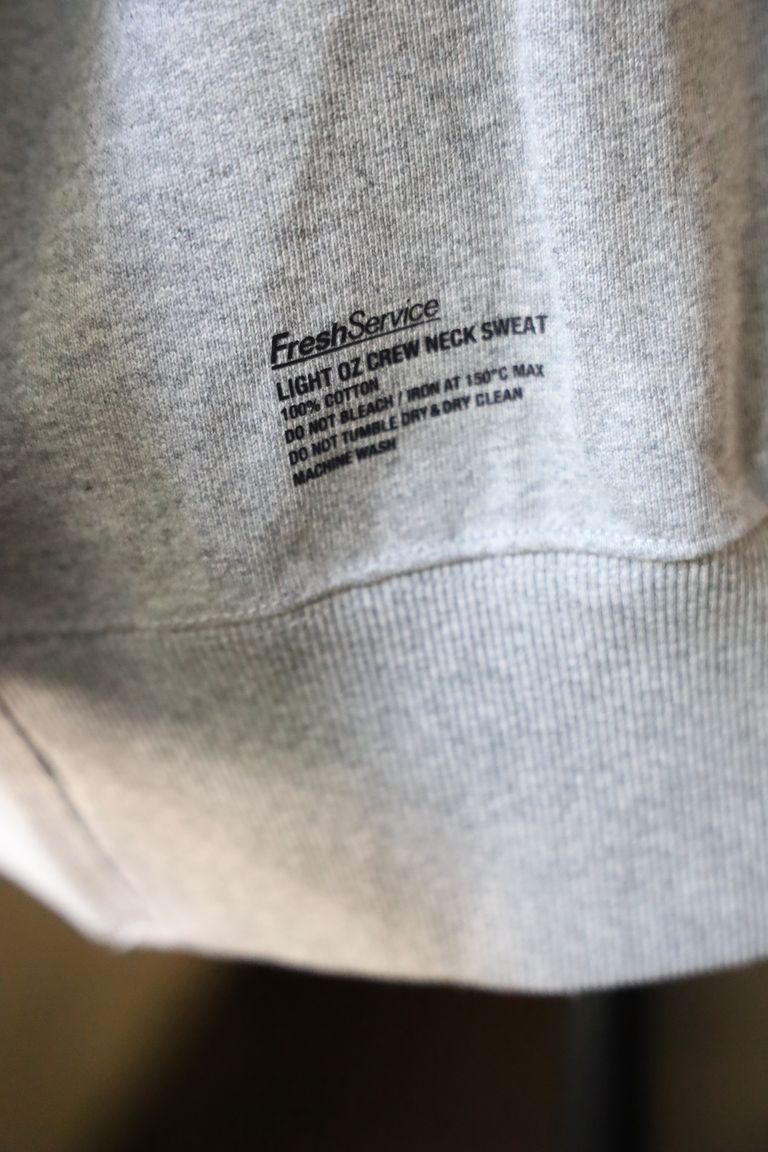 FreshService
LIGHT OZ CREW NECK SWEAT
100% COTTON
DO NOT BLEACH / IRON AT 150°C MAX
DO NOT TUMBLE DRY & DRY CLEAN
MACHINE WASH